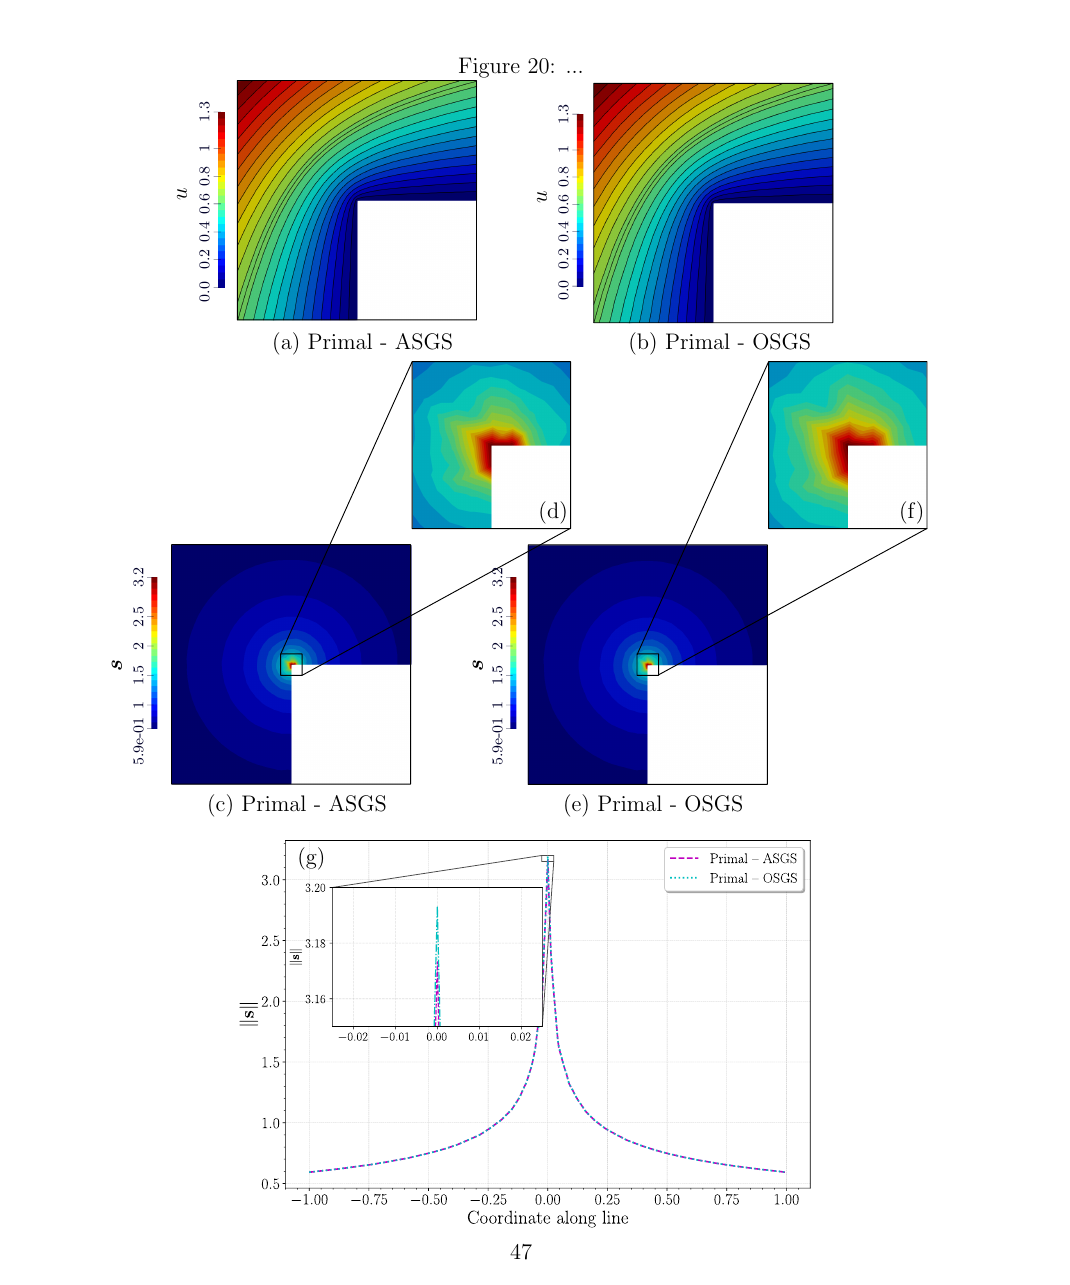 Figure 20: ...
u
0.0 0.2 0.4 0.6 0.8 1 1.3
u
0.0 0.2 0.4 0.6 0.8 1 1.3
(a) Primal - ASGS
(b) Primal - OSGS
(d)
(f)
s
5.9e-01 1 1.5 2 2.5 3.2
s
5.9e-01 1 1.5 2 2.5 3.2
(c) Primal - ASGS
(e) Primal - OSGS
(g)
Primal – ASGS
Primal – OSGS
||s||
3.0
2.5
2.0
1.5
1.0
0.5
||s||
3.20
3.18
3.16
−0.02 −0.01 0.00 0.01 0.02
−1.00 −0.75 −0.50 −0.25 0.00 0.25 0.50 0.75 1.00
Coordinate along line
47